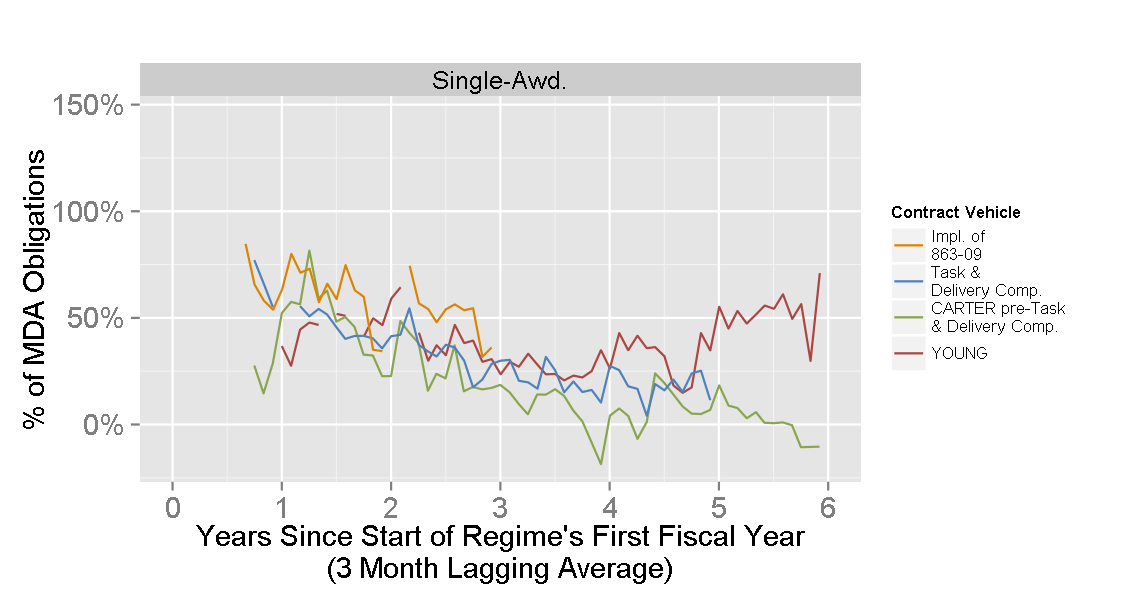 Single-Awd.
150%
100%
50%
0%
% of MDA Obligations
0 1 2 3 4 5 6
Years Since Start of Regime's First Fiscal Year
(3 Month Lagging Average)
Contract Vehicle
Impl. of
863-09
Task &
Delivery Comp.
CARTER pre-Task
& Delivery Comp.
YOUNG